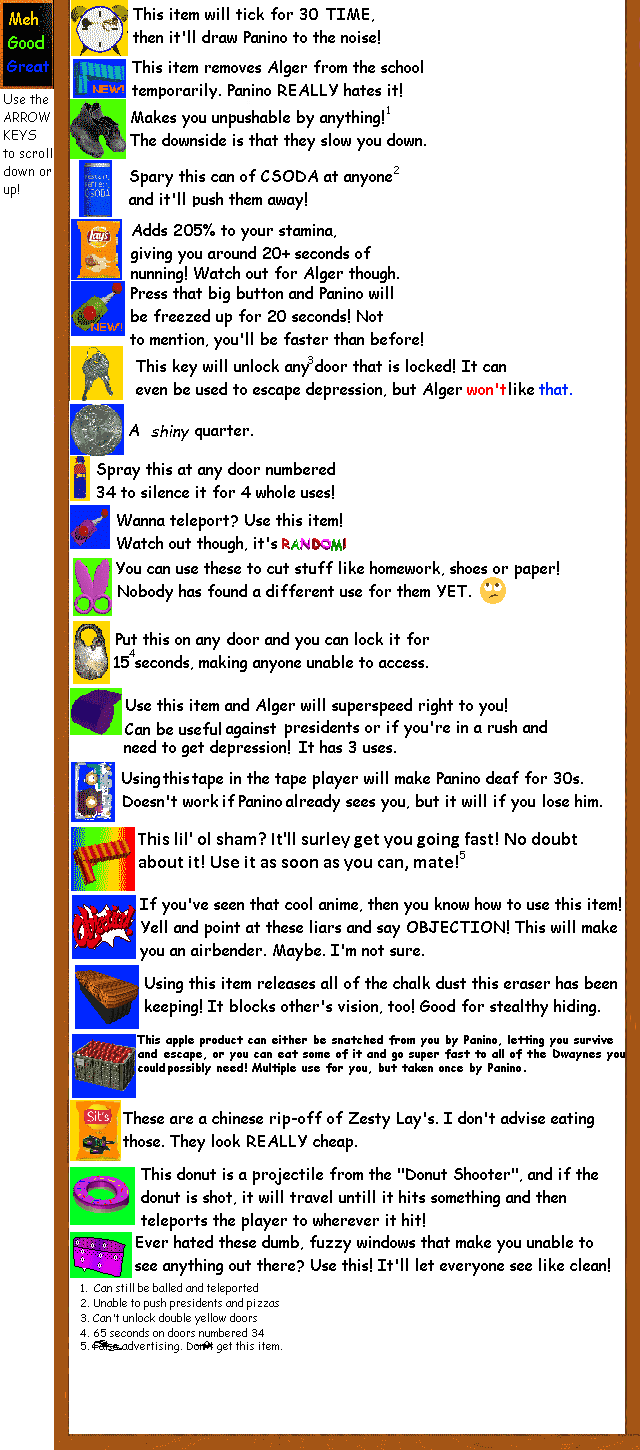 Meh
Good
Great
Use the
ARROW
KEYS
to scroll
down or
up!
This item will tick for 30 TIME,
then it'll draw Panino to the noise!
This item removes Alger from the school
temporarily. Panino REALLY hates it!
NEW!
Makes you unpushable by anything!1
The downside is that they slow you down.
CSODA
Spary this can of CSODA at anyone2
and it'll push them away!
Lay's
Adds 205% to your stamina,
giving you around 20+ seconds of
nunning! Watch out for Alger though.
Press that big button and Panino will
be freezed up for 20 seconds! Not
to mention, you'll be faster than before!
NEW!
This key will unlock any3 door that is locked! It can
even be used to escape depression, but Alger won't like that.
A shiny quarter.
Spray this at any door numbered
34 to silence it for 4 whole uses!
Wanna teleport? Use this item!
Watch out though, it's RANDOM!
You can use these to cut stuff like homework, shoes or paper!
Nobody has found a different use for them YET.
Put this on any door and you can lock it for
154 seconds, making anyone unable to access.
Use this item and Alger will superspeed right to you!
Can be useful against presidents or if you're in a rush and
need to get depression! It has 3 uses.
Using this tape in the tape player will make Panino deaf for 30s.
Doesn't work if Panino already sees you, but it will if you lose him.
This lil' ol sham? It'll surley get you going fast! No doubt
about it! Use it as soon as you can, mate!5
Objection!
If you've seen that cool anime, then you know how to use this item!
Yell and point at these liars and say OBJECTION! This will make
you an airbender. Maybe. I'm not sure.
Using this item releases all of the chalk dust this eraser has been
keeping! It blocks other's vision, too! Good for stealthy hiding.
This apple product can either be snatched from you by Panino, letting you survive
and escape, or you can eat some of it and go super fast to all of the Dwaynes you
could possibly need! Multiple use for you, but taken once by Panino.
Sit's
These are a chinese rip-off of Zesty Lay's. I don't advise eating
those. They look REALLY cheap.
This donut is a projectile from the "Donut Shooter", and if the
donut is shot, it will travel untill it hits something and then
teleports the player to wherever it hit!
Ever hated these dumb, fuzzy windows that make you unable to
see anything out there? Use this! It'll let everyone see like clean!
1. Can still be balled and teleported
2. Unable to push presidents and pizzas
3. Can't unlock double yellow doors
4. 65 seconds on doors numbered 34
5. False advertising. Don't get this item.